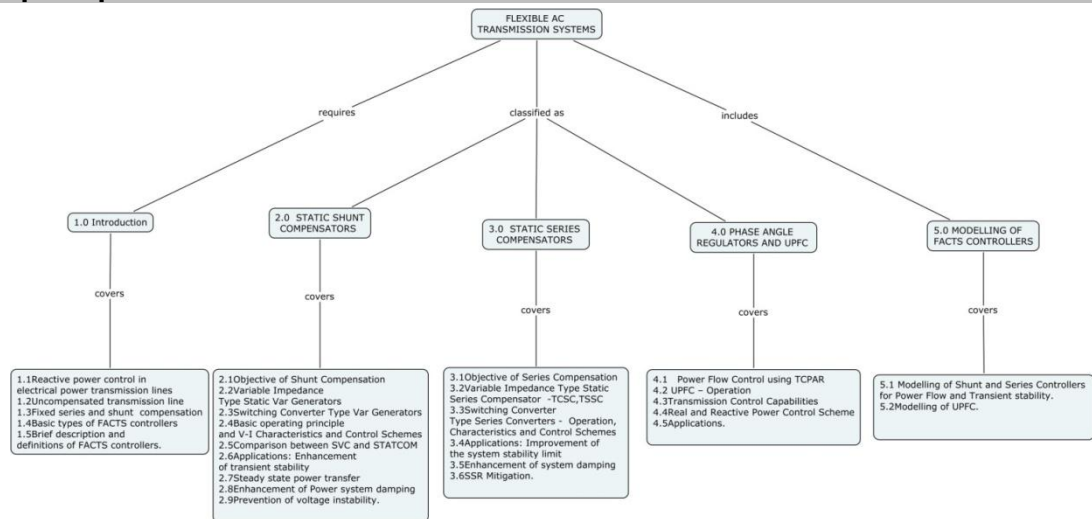 FLEXIBLE AC
TRANSMISSION SYSTEMS
requires
classified as
includes
1.0 Introduction
2.0 STATIC SHUNT
COMPENSATORS
3.0 STATIC SERIES
COMPENSATORS
4.0 PHASE ANGLE
REGULATORS AND UPFC
5.0 MODELLING OF
FACTS CONTROLLERS
covers
covers
covers
covers
covers
1.1Reactive power control in
electrical power transmission lines
1.2Uncompensated transmission line
1.3Fixed series and shunt compensation
1.4Basic types of FACTS controllers
1.5Brief description and
definitions of FACTS controllers.
2.1Objective of Shunt Compensation
2.2Variable Impedance
Type Static Var Generators
2.3Switching Converter Type Var Generators
2.4Basic operating principle
and V-I Characteristics and Control Schemes
2.5Comparison between SVC and STATCOM
2.6Applications: Enhancement
of transient stability
2.7Steady state power transfer
2.8Enhancement of Power system damping
2.9Prevention of voltage instability.
3.1Objective of Series Compensation
3.2Variable Impedance Type Static
Series Compensator -TCSC,TSSC
3.3Switching Converter
Type Series Converters - Operation,
Characteristics and Control Schemes
3.4Applications: Improvement of
the system stability limit
3.5Enhancement of system damping
3.6SSR Mitigation.
4.1 Power Flow Control using TCPAR
4.2 UPFC – Operation
4.3Transmission Control Capabilities
4.4Real and Reactive Power Control Scheme
4.5Applications.
5.1 Modelling of Shunt and Series Controllers
for Power Flow and Transient stability.
5.2Modelling of UPFC.